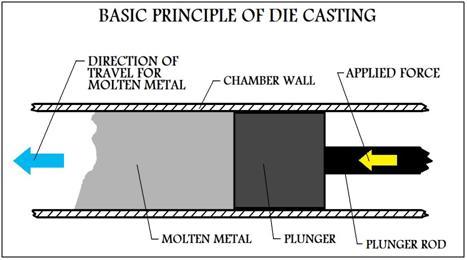 BASIC PRINCIPLE OF DIE CASTING
DIRECTION OF
TRAVEL FOR
MOLTEN METAL
CHAMBER WALL
APPLIED FORCE
MOLTEN METAL
PLUNGER
PLUNGER ROD